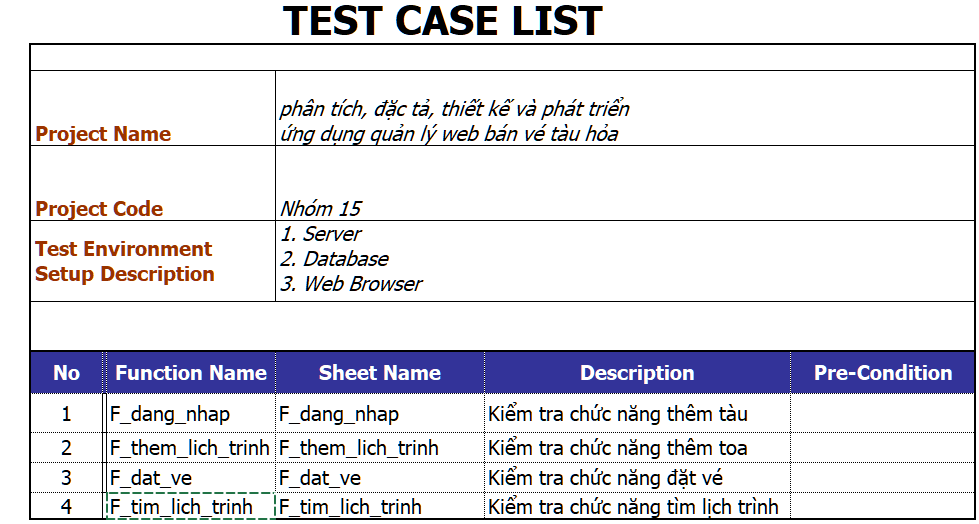 TEST CASE LIST
Project Name
phân tích, đặc tả, thiết kế và phát triển
ứng dụng quản lý web bán vé tàu hỏa
Project Code
Nhóm 15
Test Environment
Setup Description
1. Server
2. Database
3. Web Browser
No Function Name Sheet Name Description Pre-Condition
1 F_dang_nhap F_dang_nhap Kiểm tra chức năng thêm tàu
2 F_them_lich_trinh F_them_lich_trinh Kiểm tra chức năng thêm toa
3 F_dat_ve F_dat_ve Kiểm tra chức năng đặt vé
4 F_tim_lich_trinh F_tim_lich_trinh Kiểm tra chức năng tìm lịch trình